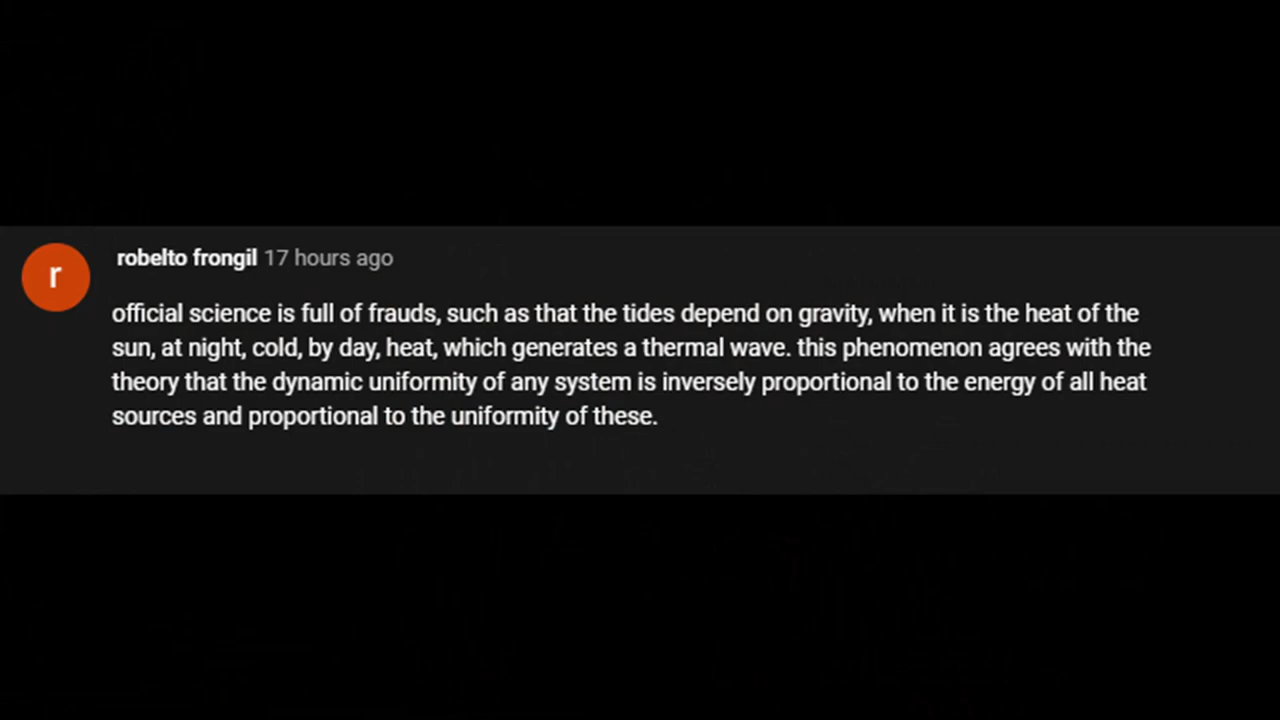 r
robelto frongil 17 hours ago
official science is full of frauds, such as that the tides depend on gravity, when it is the heat of the
sun, at night, cold, by day, heat, which generates a thermal wave. this phenomenon agrees with the
theory that the dynamic uniformity of any system is inversely proportional to the energy of all heat
sources and proportional to the uniformity of these.